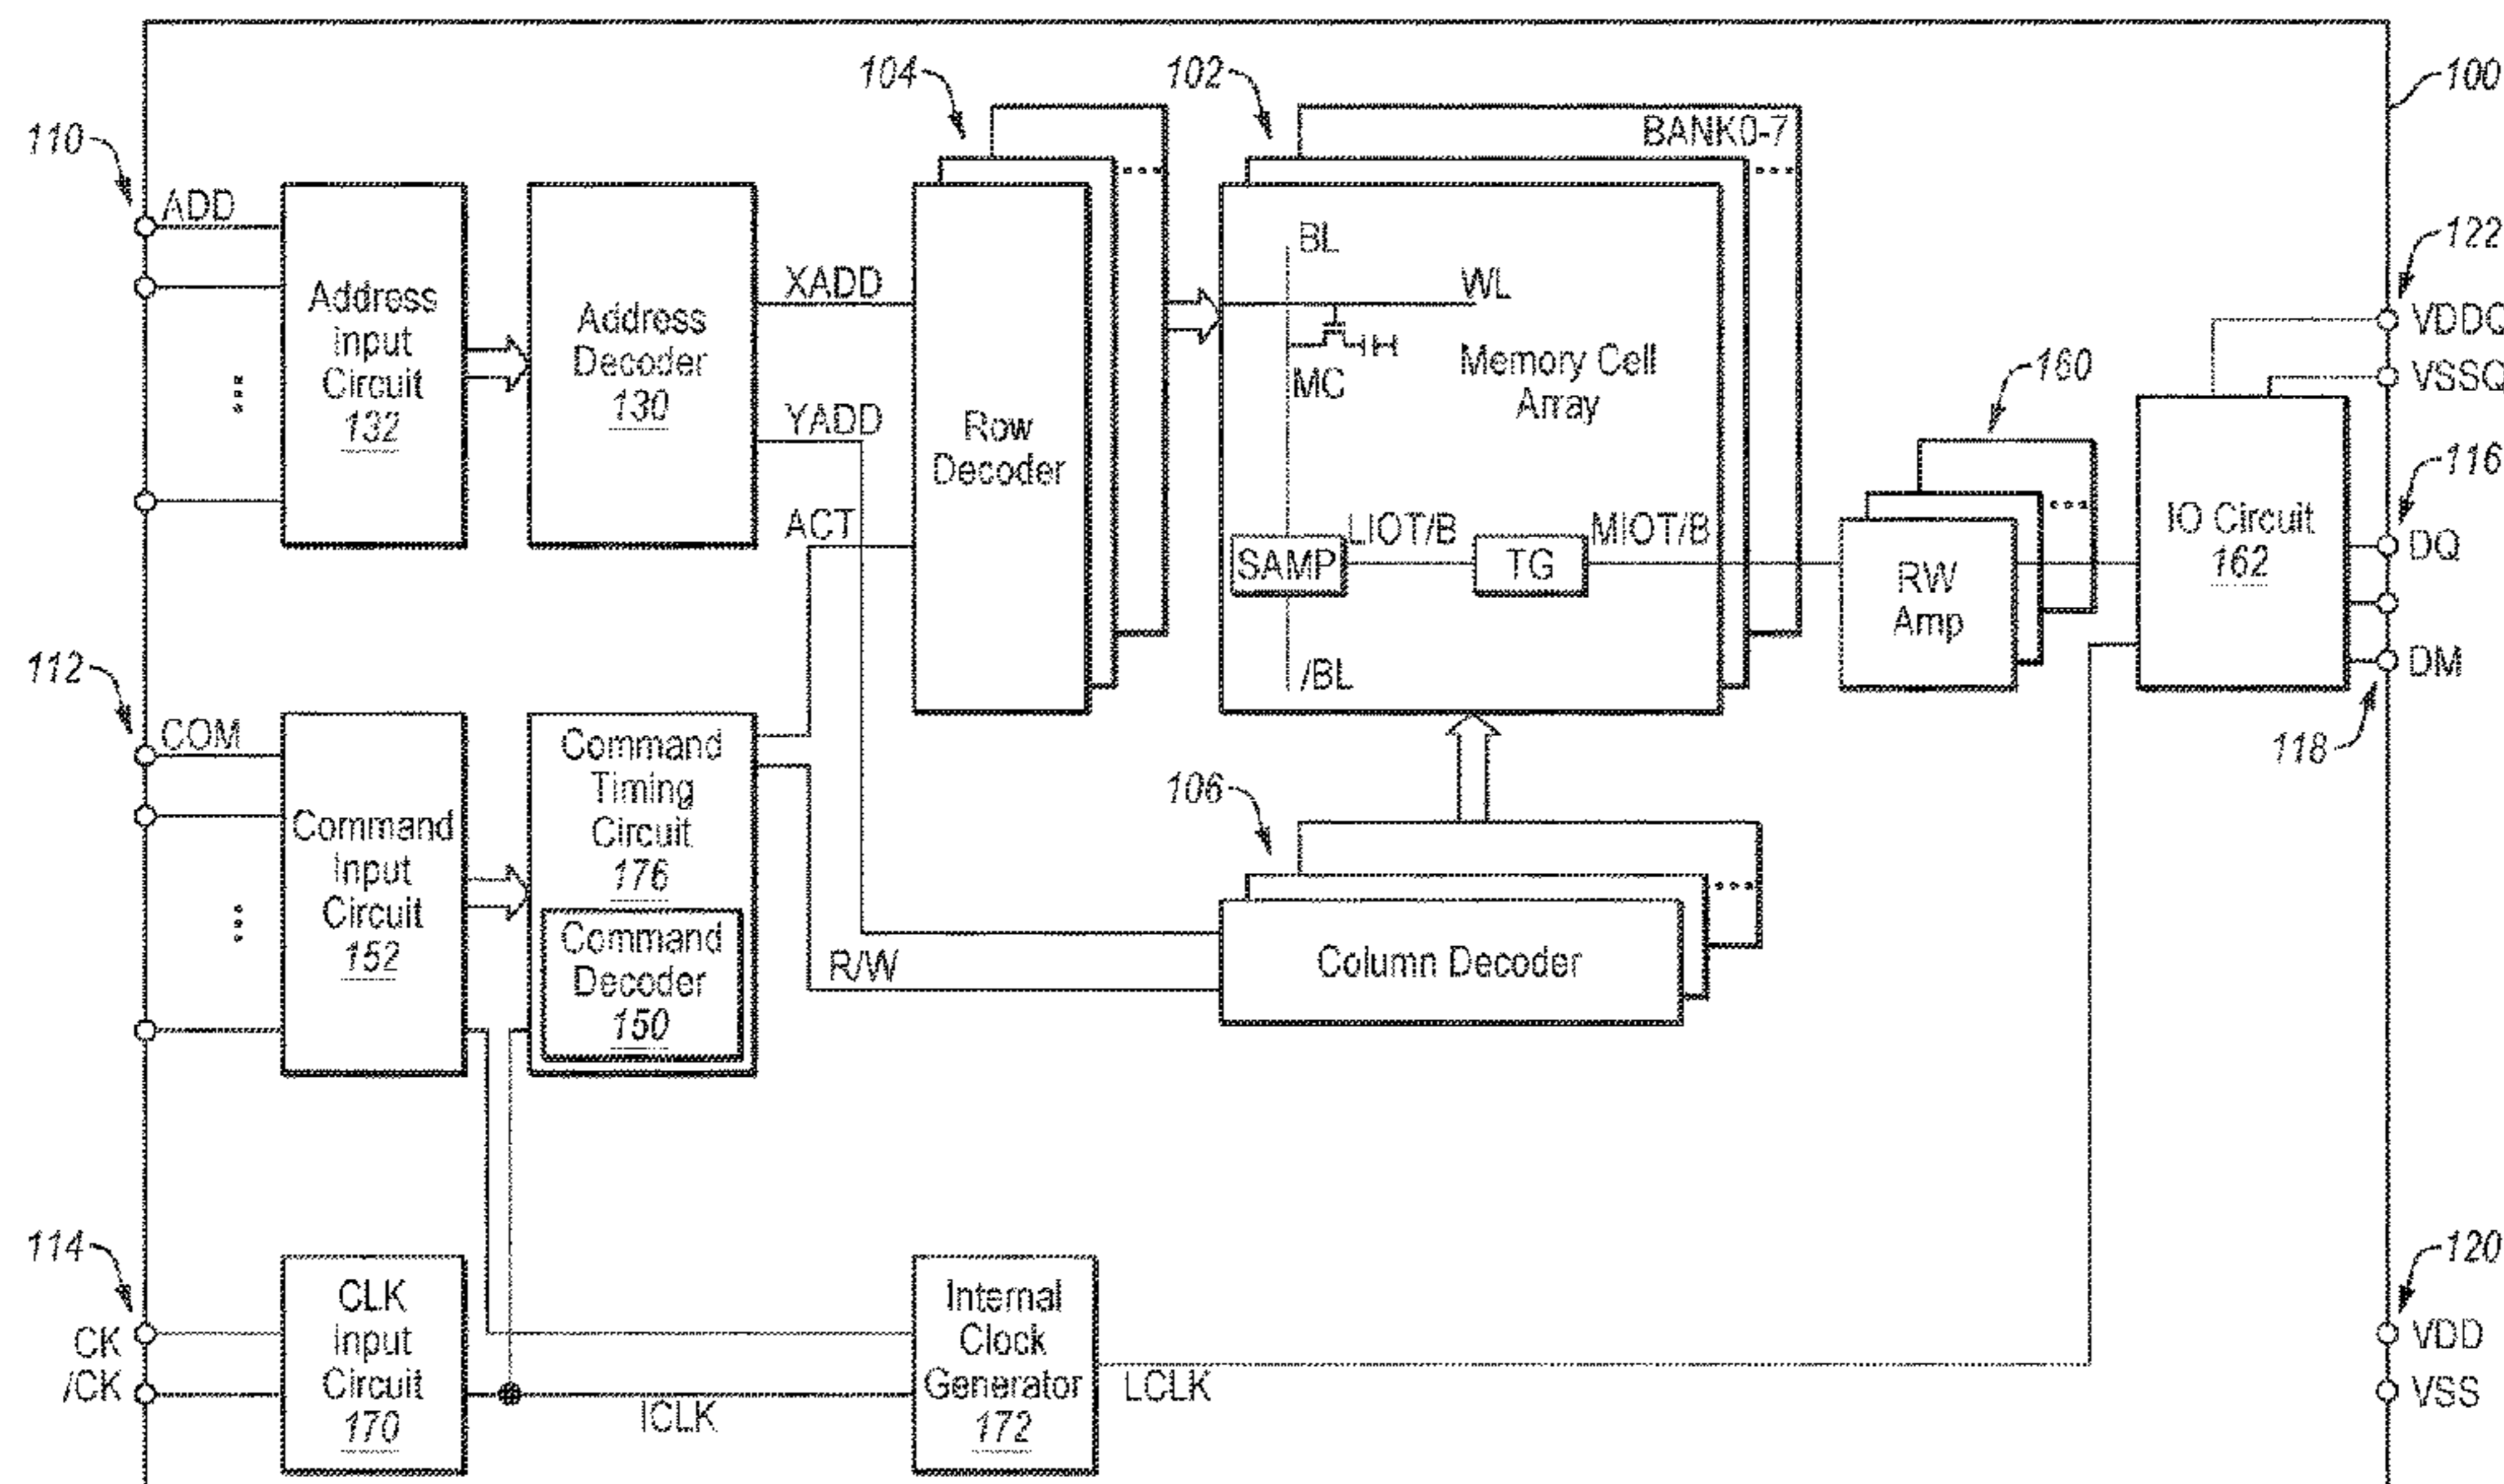 104
102
100
110
BANK0-7
ADD
122
BL
Address
Input
Circuit
132
Address
Decoder
130
XADD
WL
VDDQ
MC
Memory Cell
Array
160
VSSQ
YADD
Row
Decoder
116
ACT
SAMP
LIOT/B
TG
MIOT/B
RW
Amp
IO Circuit
162
DQ
/BL
DM
112
118
COM
Command
Input
Circuit
152
Command
Timing
Circuit
176
Command
Decoder
150
106
R/W
Column Decoder
114
120
CK
/CK
CLK
Input
Circuit
170
ICLK
Internal
Clock
Generator
172
LCLK
VDD
VSS